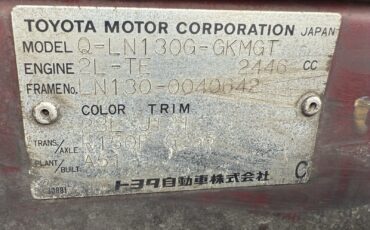 TOYOTA MOTOR CORPORATION JAPAN
MODEL Q-LN130G-GKMGT
ENGINE 2L-TE 2446 CC
FRAME No. LN130-0040642
COLOR TRIM
TRANS/AXLE
PLANT/BUILT
トヨタ自動車株式会社 C